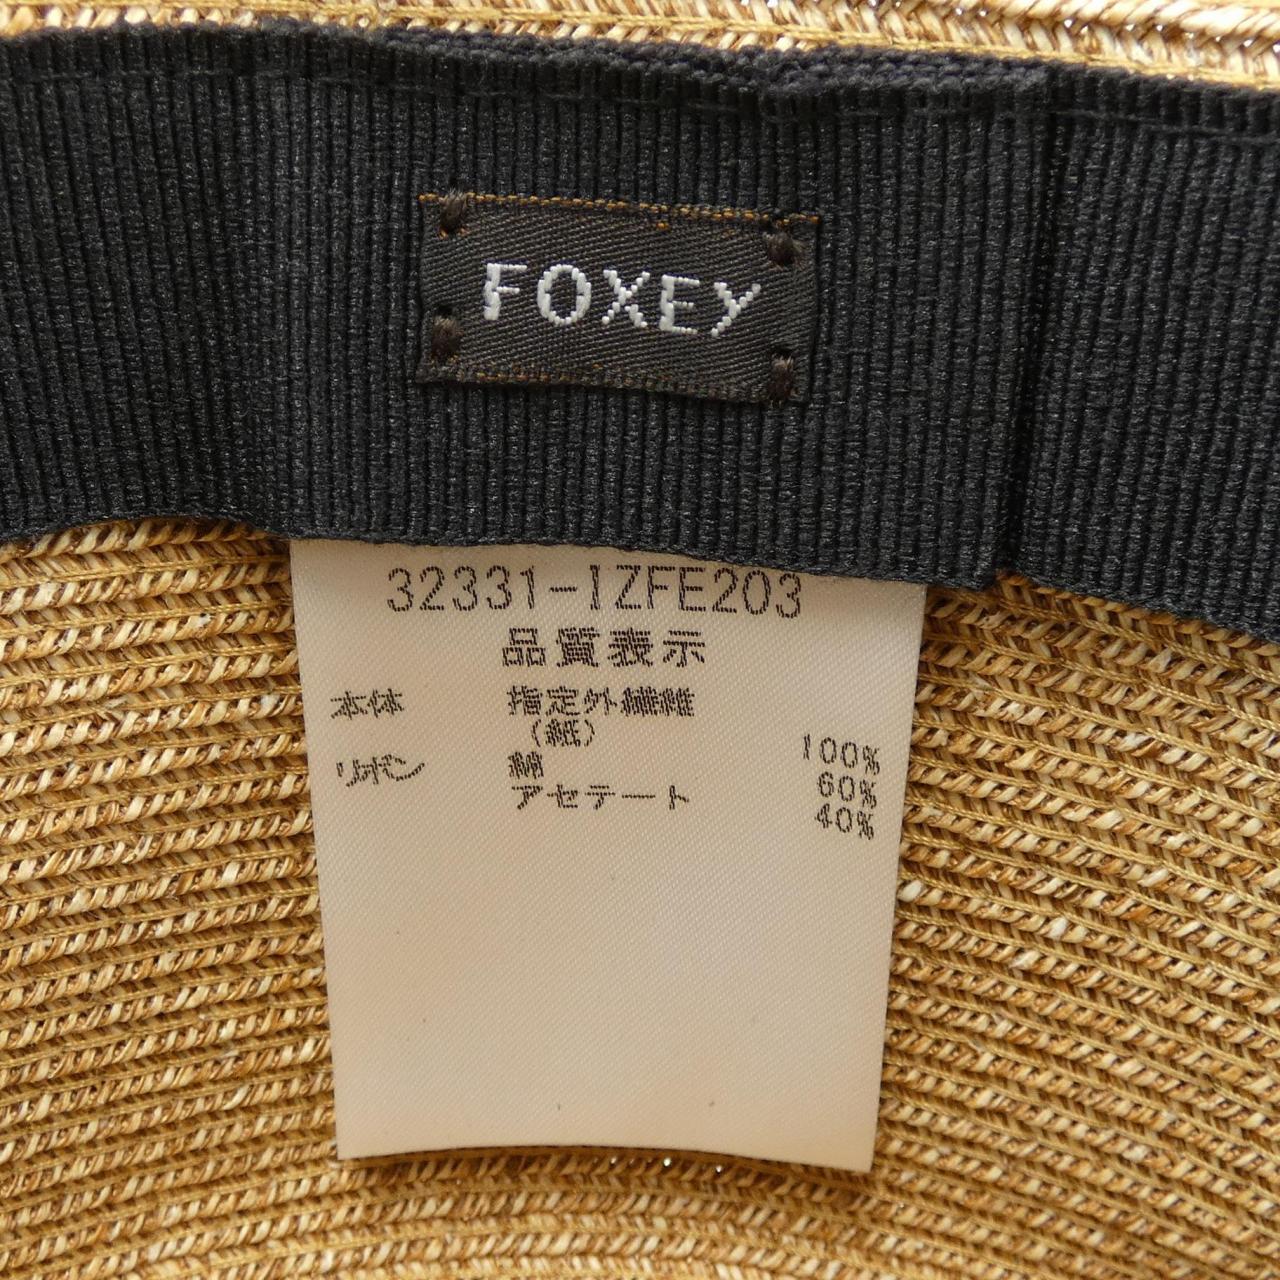 FOXEY
32331-IZFE203
品質表示
本体 指定外繊維
(紙) 100%
リボン 綿 60%
アセテート 40%